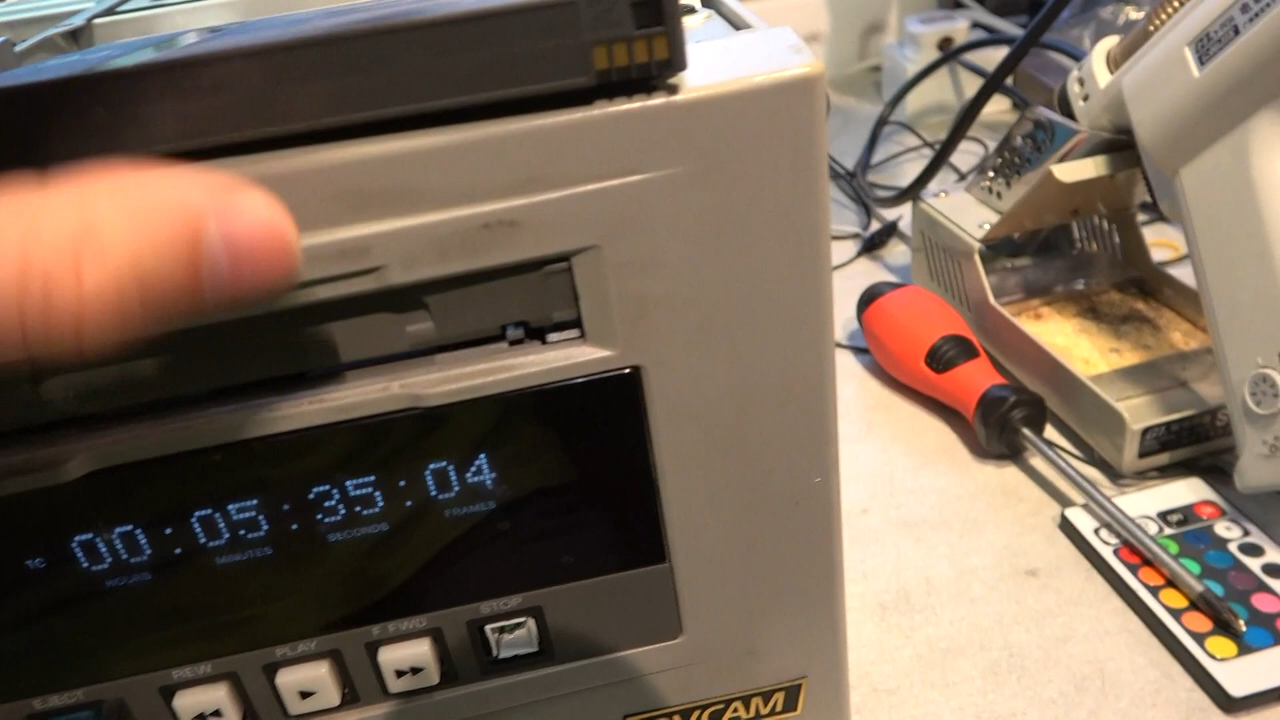 TC 00:05:35:04
HOURS MINUTES SECONDS FRAMES
EJECT REW PLAY F FWD STOP
DVCAM